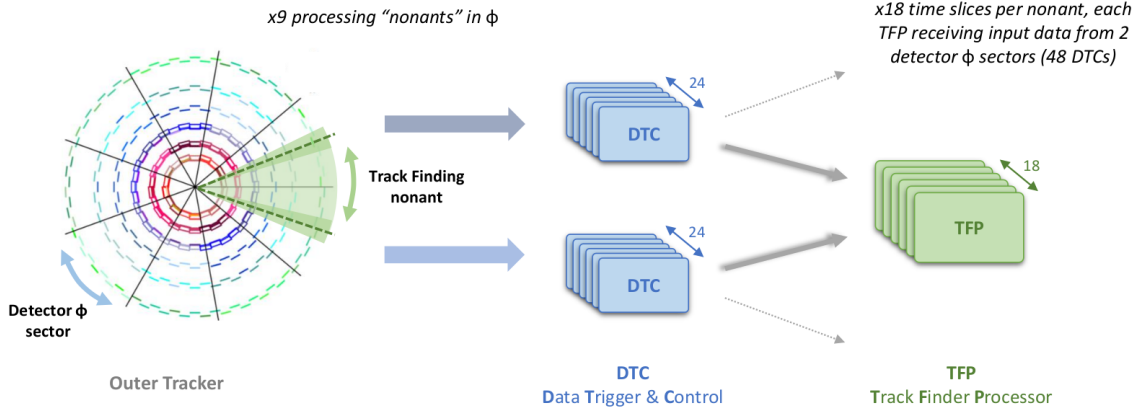 x9 processing “nonants” in ϕ
x18 time slices per nonant, each
TFP receiving input data from 2
detector ϕ sectors (48 DTCs)
24
DTC
Track Finding
nonant
18
TFP
24
DTC
Detector ϕ
sector
Outer Tracker
DTC
Data Trigger & Control
TFP
Track Finder Processor